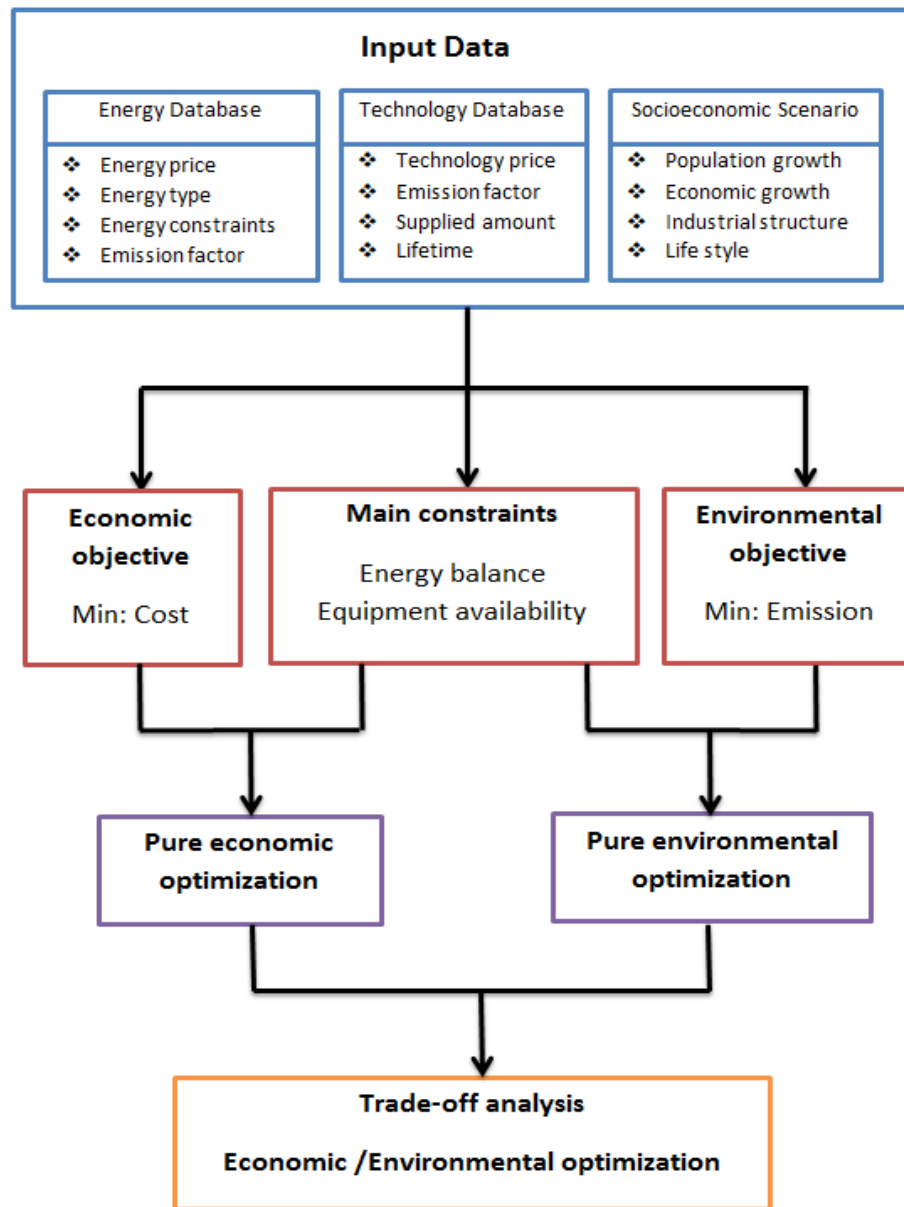 Input Data
Energy Database
❖ Energy price
❖ Energy type
❖ Energy constraints
❖ Emission factor
Technology Database
❖ Technology price
❖ Emission factor
❖ Supplied amount
❖ Lifetime
Socioeconomic Scenario
❖ Population growth
❖ Economic growth
❖ Industrial structure
❖ Life style
Economic
objective
Min: Cost
Main constraints
Energy balance
Equipment availability
Environmental
objective
Min: Emission
Pure economic
optimization
Pure environmental
optimization
Trade-off analysis
Economic /Environmental optimization